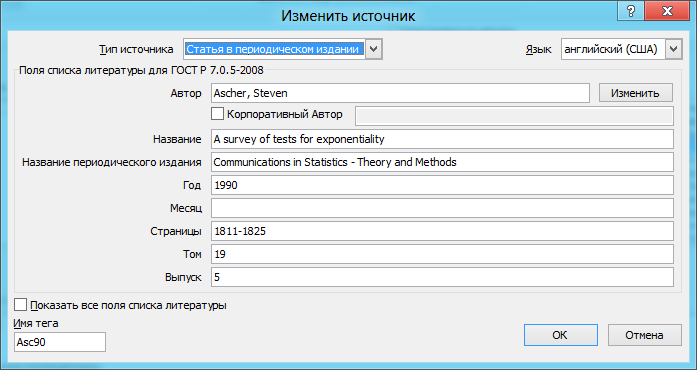 Изменить источник
?
Тип источника Статья в периодическом издании Язык английский (США)
Поля списка литературы для ГОСТ Р 7.0.5-2008
Автор Ascher, Steven Изменить
Корпоративный Автор
Название A survey of tests for exponentiality
Название периодического издания Communications in Statistics - Theory and Methods
Год 1990
Месяц
Страницы 1811-1825
Том 19
Выпуск 5
Показать все поля списка литературы
Имя тега
Asc90 ОК Отмена